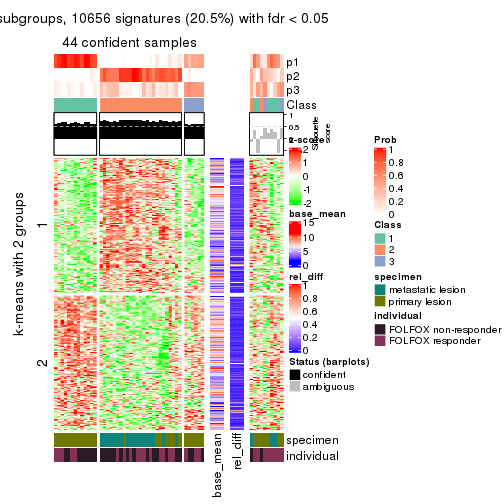 subgroups, 10656 signatures (20.5%) with fdr < 0.05
44 confident samples
p1
p2
p3
Class
1
0.5
0
Silhouette
score
k-means with 2 groups
1
2
z-score
2
1
0
-1
-2
base_mean
15
10
5
0
rel_diff
1
0.8
0.6
0.4
0.2
0
Status (barplots)
confident
ambiguous
Prob
1
0.8
0.6
0.4
0.2
0
Class
1
2
3
specimen
metastatic lesion
primary lesion
individual
FOLFOX non-responder
FOLFOX responder
specimen
individual
base_mean
rel_diff